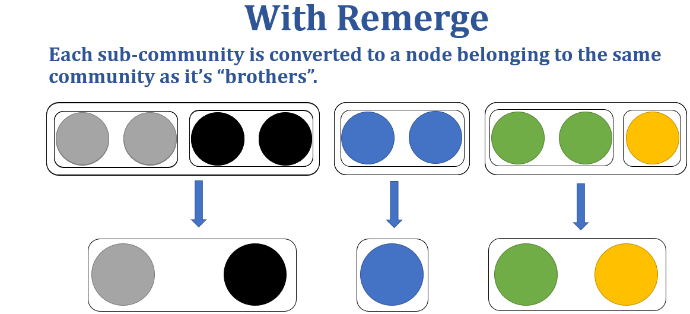 With Remerge
Each sub-community is converted to a node belonging to the same
community as it's “brothers”.